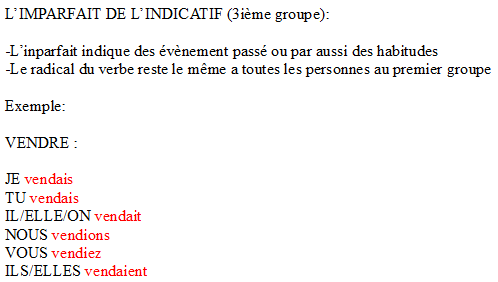 L’IMPARFAIT DE L’INDICATIF (3ième groupe):
-L’inparfait indique des évènement passé ou par aussi des habitudes
-Le radical du verbe reste le même a toutes les personnes au premier groupe
Exemple:
VENDRE :
JE vendais
TU vendais
IL/ELLE/ON vendait
NOUS vendions
VOUS vendiez
ILS/ELLES vendaient